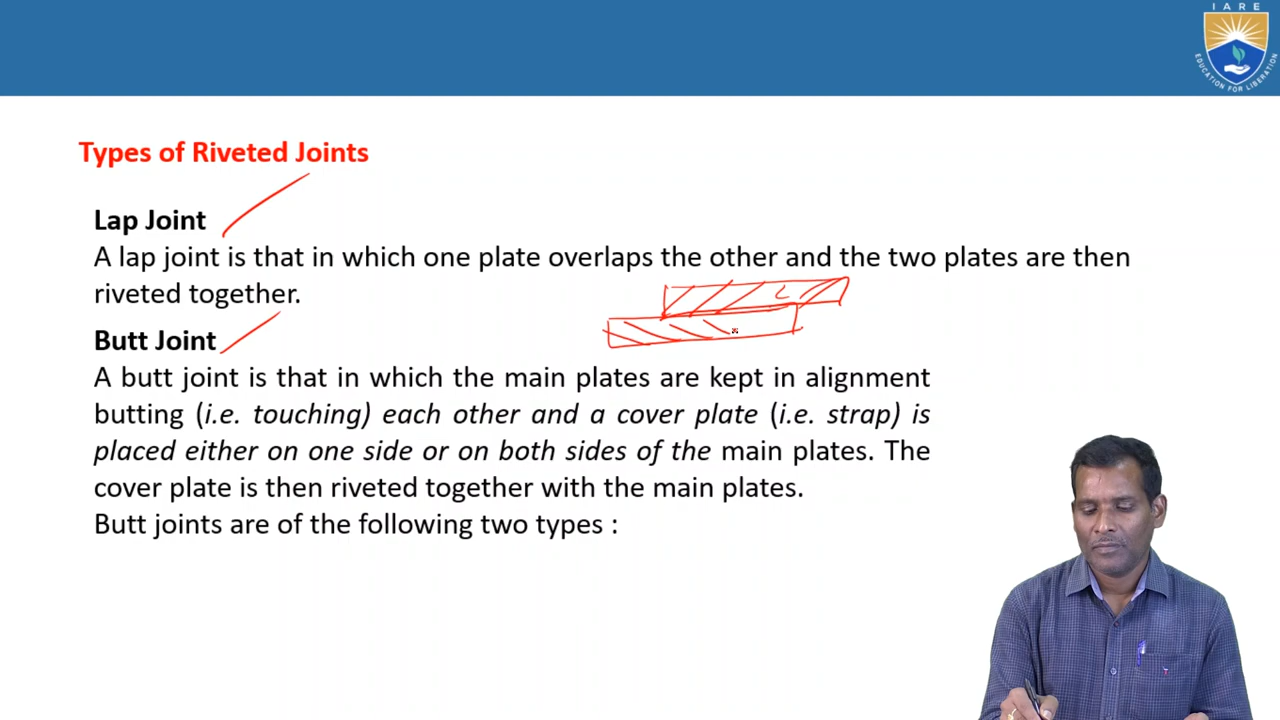 IARE
EDUCATION FOR LIBERATION
Types of Riveted Joints
Lap Joint
A lap joint is that in which one plate overlaps the other and the two plates are then
riveted together.
Butt Joint
A butt joint is that in which the main plates are kept in alignment
butting (i.e. touching) each other and a cover plate (i.e. strap) is
placed either on one side or on both sides of the main plates. The
cover plate is then riveted together with the main plates.
Butt joints are of the following two types :